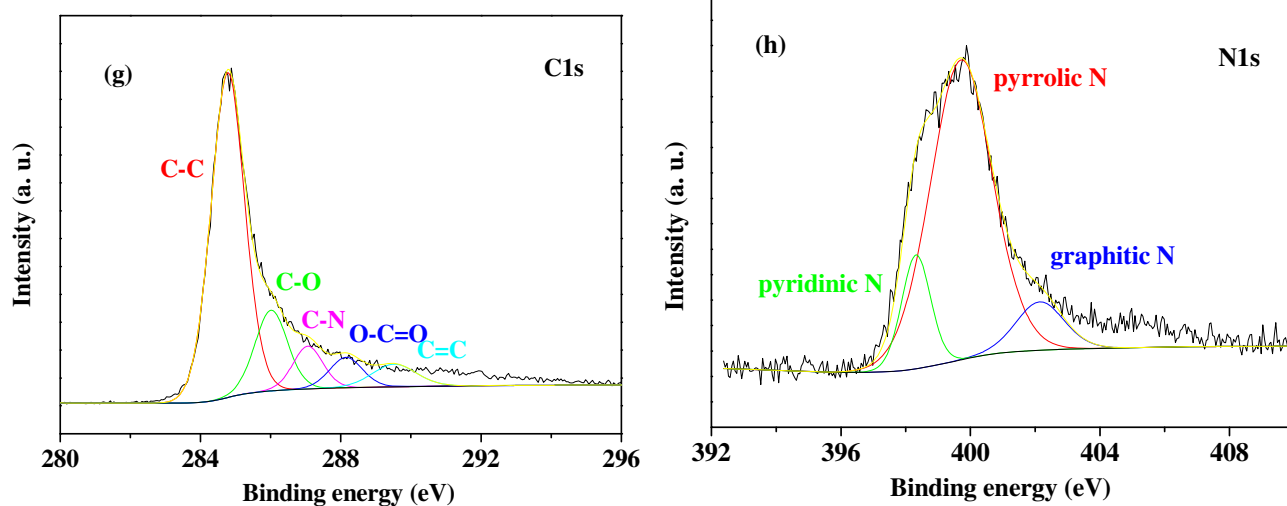 (g)
C1s
C-C
C-O
C-N
O-C=O
C=C
Intensity (a. u.)
280 284 288 292 296
Binding energy (eV)
(h)
N1s
pyrrolic N
pyridinic N
graphitic N
Intensity (a. u.)
392 396 400 404 408
Binding energy (eV)